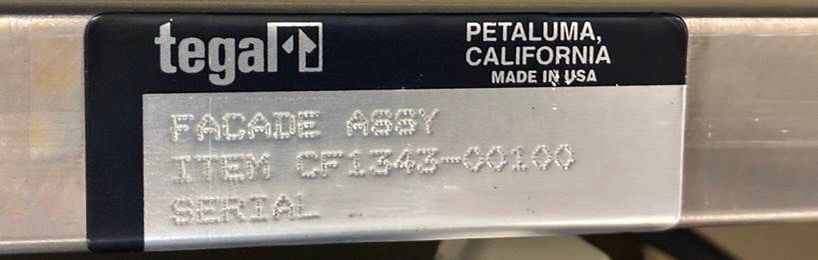 tegal
PETALUMA,
CALIFORNIA
MADE IN USA
FACADE ASSY
ITEM CF1343-00100
SERIAL